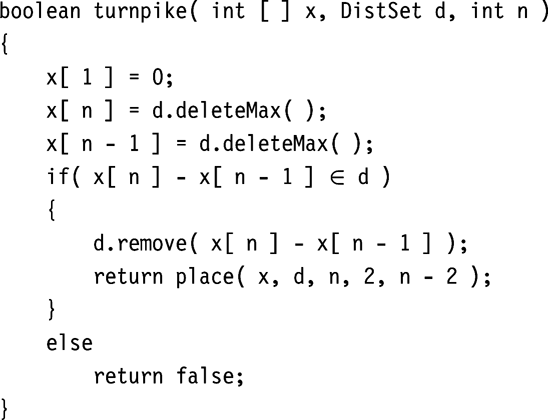 boolean turnpike( int [ ] x, DistSet d, int n )
{
    x[ 1 ] = 0;
    x[ n ] = d.deleteMax( );
    x[ n - 1 ] = d.deleteMax( );
    if( x[ n ] - x[ n - 1 ] ∈ d )
    {
        d.remove( x[ n ] - x[ n - 1 ] );
        return place( x, d, n, 2, n - 2 );
    }
    else
        return false;
}